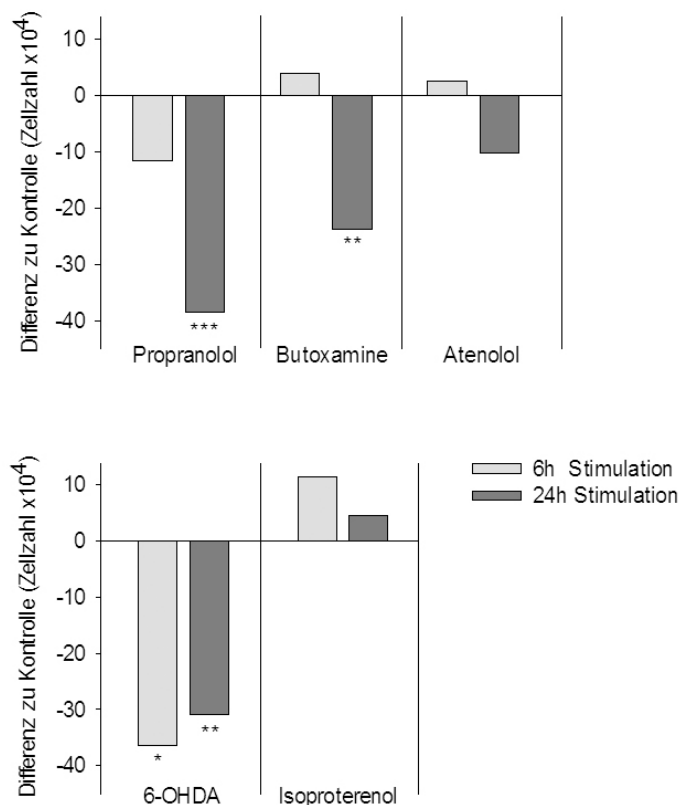 Differenz zu Kontrolle (Zellzahl x10⁴)
10
0
-10
-20
-30
-40
***
**
Propranolol
Butoxamine
Atenolol
Differenz zu Kontrolle (Zellzahl x10⁴)
10
0
-10
-20
-30
-40
*
**
6-OHDA
Isoproterenol
6h Stimulation
24h Stimulation